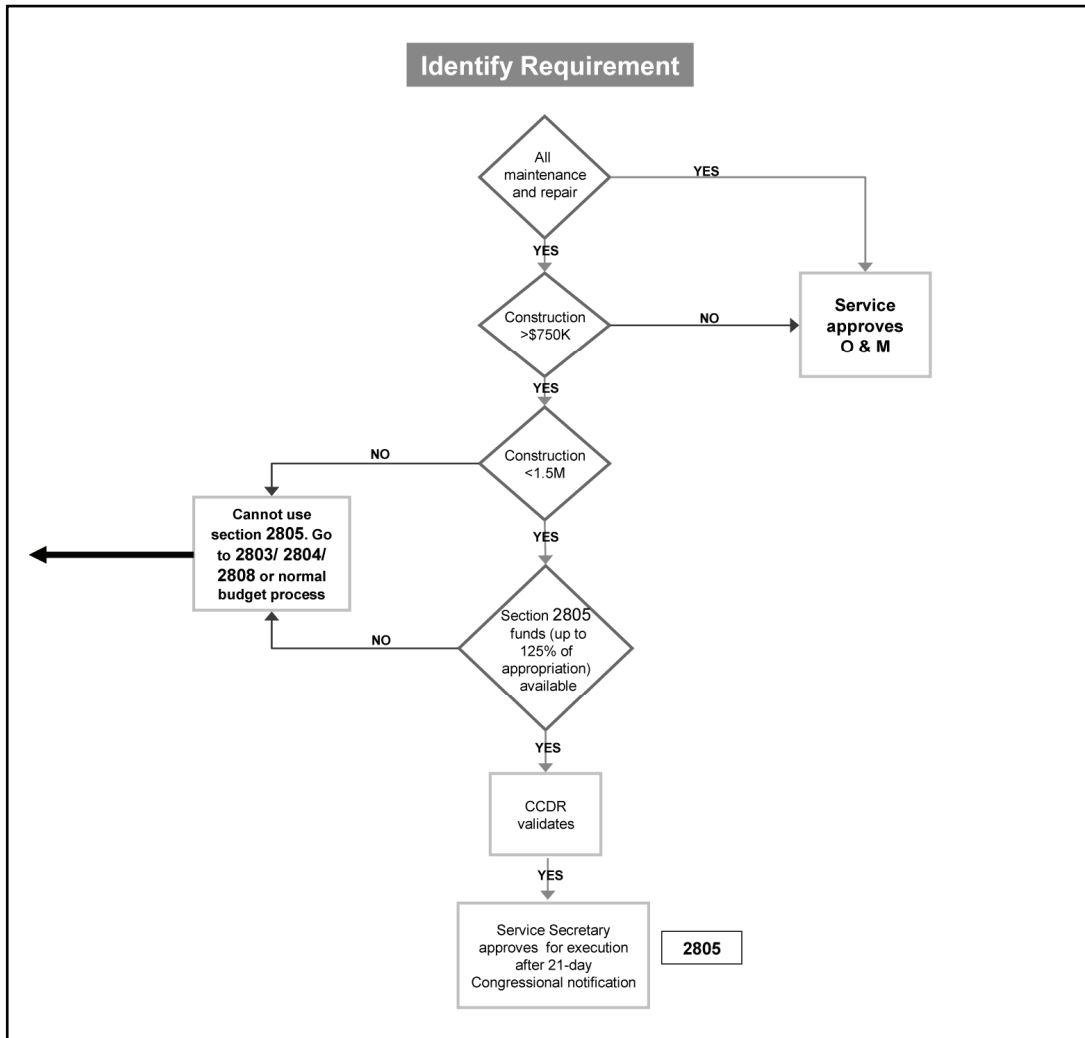 Identify Requirement
All
maintenance
and repair
YES
YES
Construction
>$750K
NO
Service
approves
O & M
YES
Construction
<1.5M
NO
Cannot use
section 2805. Go
to 2803/ 2804/
2808 or normal
budget process
YES
Section 2805
funds (up to
125% of
appropriation)
available
NO
YES
CCDR
validates
YES
Service Secretary
approves for execution
after 21-day
Congressional notification
2805